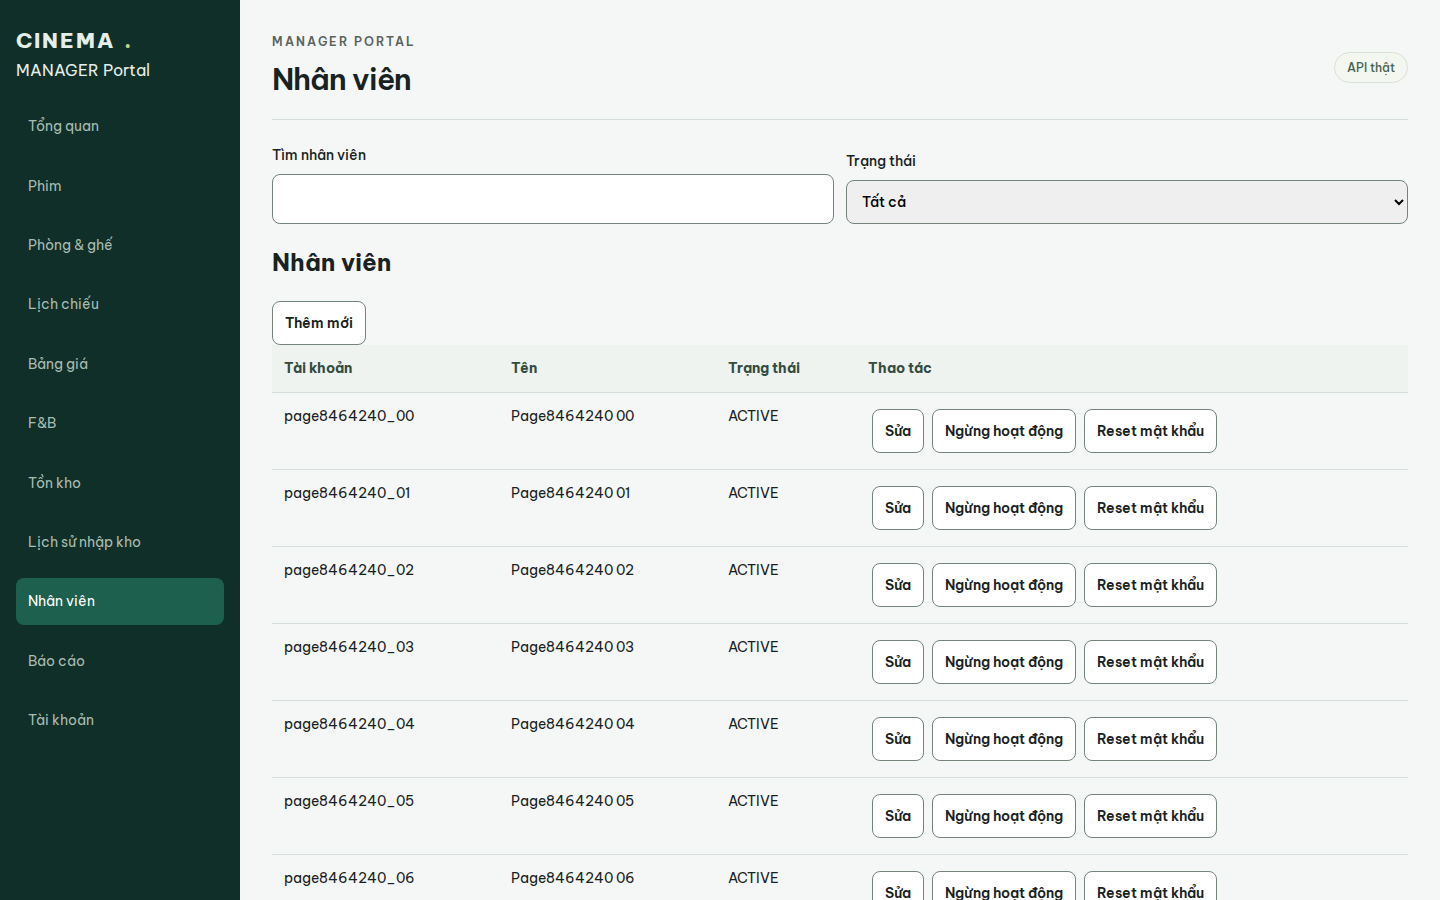 CINEMA .
MANAGER Portal
Tổng quan
Phim
Phòng & ghế
Lịch chiếu
Bảng giá
F&B
Tồn kho
Lịch sử nhập kho
Nhân viên
Báo cáo
Tài khoản
MANAGER PORTAL
Nhân viên
API thật
Tìm nhân viên
Trạng thái
Tất cả
Nhân viên
Thêm mới
Tài khoản Tên Trạng thái Thao tác
page8464240_00 Page8464240 00 ACTIVE Sửa Ngừng hoạt động Reset mật khẩu
page8464240_01 Page8464240 01 ACTIVE Sửa Ngừng hoạt động Reset mật khẩu
page8464240_02 Page8464240 02 ACTIVE Sửa Ngừng hoạt động Reset mật khẩu
page8464240_03 Page8464240 03 ACTIVE Sửa Ngừng hoạt động Reset mật khẩu
page8464240_04 Page8464240 04 ACTIVE Sửa Ngừng hoạt động Reset mật khẩu
page8464240_05 Page8464240 05 ACTIVE Sửa Ngừng hoạt động Reset mật khẩu
page8464240_06 Page8464240 06 ACTIVE Sửa Ngừng hoạt động Reset mật khẩu